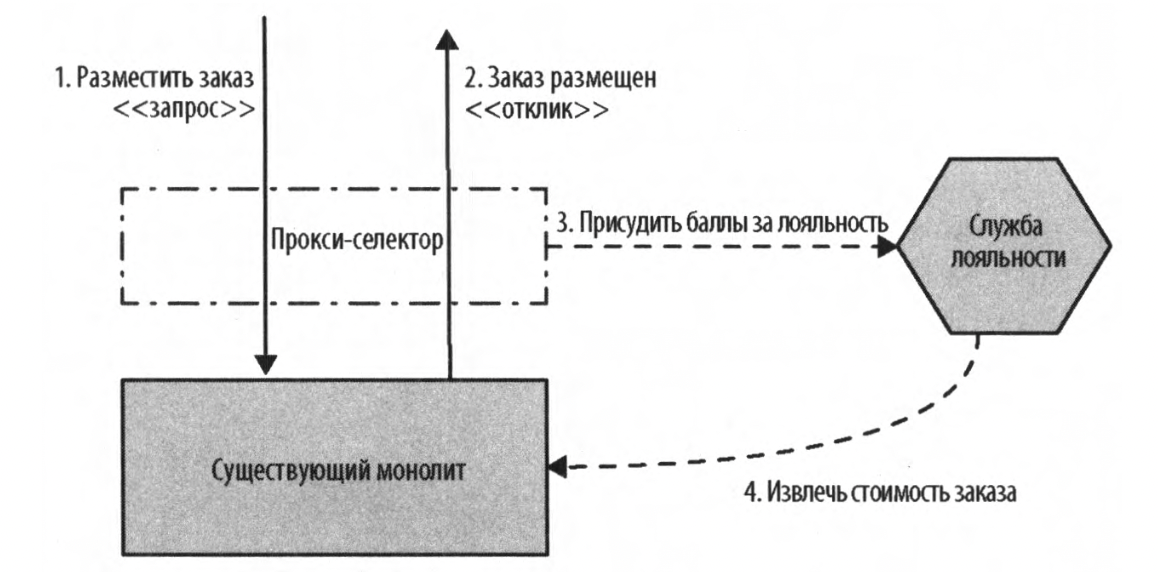 1. Разместить заказ
<<запрос>>
2. Заказ размещен
<<отклик>>
Прокси-селектор
3. Присудить баллы за лояльность
Служба
лояльности
Существующий монолит
4. Извлечь стоимость заказа